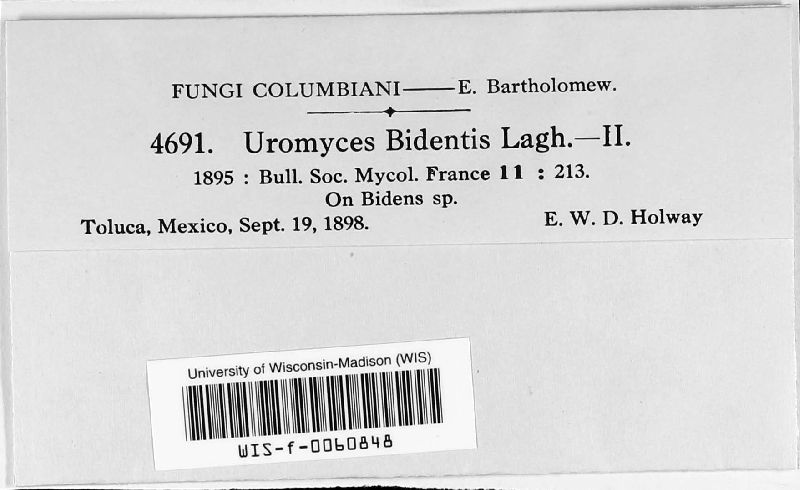 FUNGI COLUMBIANI——E. Bartholomew.
4691. Uromyces Bidentis Lagh.—II.
1895 : Bull. Soc. Mycol. France 11 : 213.
On Bidens sp.
Toluca, Mexico, Sept. 19, 1898. E. W. D. Holway
University of Wisconsin-Madison (WIS)
WIS-f-0060848